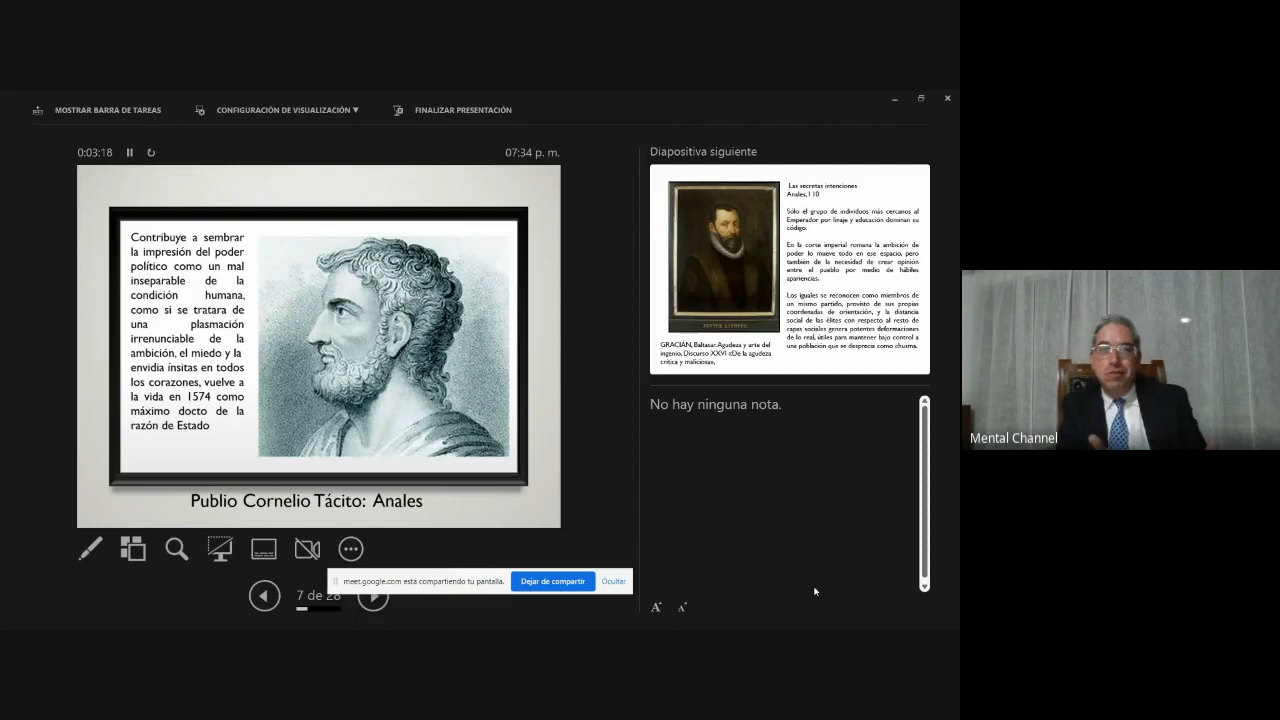 MOSTRAR BARRA DE TAREAS
CONFIGURACIÓN DE VISUALIZACIÓN ▼
FINALIZAR PRESENTACIÓN
0:03:18
07:34 p. m.
Contribuye a sembrar
la impresión del poder
político como un mal
inseparable de la
condición humana,
como si se tratara de
una plasmación
irrenunciable de la
ambición, el miedo y la
envidia ínsitas en todos
los corazones, vuelve a
la vida en 1574 como
máximo docto de la
razón de Estado
Publio Cornelio Tácito: Anales
Diapositiva siguiente
Las secretas intenciones
Anales, I 10
Sólo el grupo de individuos más cercanos al
Emperador por linaje y educación dominan su
código.
En la corte imperial romana la ambición de
poder lo mueve todo en ese espacio, pero
también de la necesidad de crear opinión
entre el pueblo por medio de hábiles
apariencias.
Los iguales se reconocen como miembros de
un mismo partido, provisto de sus propias
coordenadas de orientación, y la distancia
social de las élites con respecto al resto de
capas sociales genera potentes deformaciones
de lo real, útiles para mantener bajo control a
una población que se desprecia como chusma.
GRACIÁN, Baltasar. Agudeza y arte del
ingenio, Discurso XXVI «De la agudeza
crítica y maliciosa»,
No hay ninguna nota.
meet.google.com está compartiendo tu pantalla.
Dejar de compartir
Ocultar
7 de 28
Mental Channel